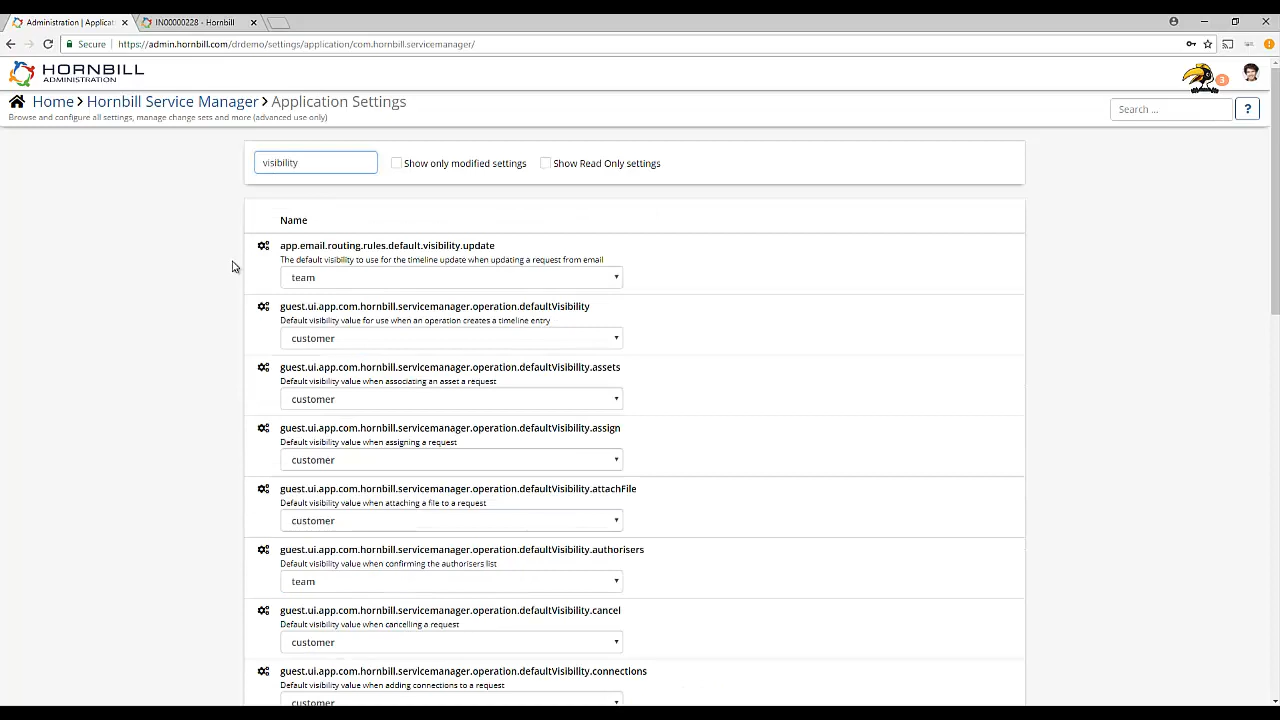 Administration | Applicat
IN00000228 - Hornbill
Secure
https://admin.hornbill.com/drdemo/settings/application/com.hornbill.servicemanager/
HORNBILL
ADMINISTRATION
3
Home > Hornbill Service Manager > Application Settings
Browse and configure all settings, manage change sets and more (advanced use only)
Search ...
?
visibility
Show only modified settings
Show Read Only settings
Name
app.email.routing.rules.default.visibility.update
The default visibility to use for the timeline update when updating a request from email
team
guest.ui.app.com.hornbill.servicemanager.operation.defaultVisibility
Default visibility value for use when an operation creates a timeline entry
customer
guest.ui.app.com.hornbill.servicemanager.operation.defaultVisibility.assets
Default visibility value when associating an asset a request
customer
guest.ui.app.com.hornbill.servicemanager.operation.defaultVisibility.assign
Default visibility value when assigning a request
customer
guest.ui.app.com.hornbill.servicemanager.operation.defaultVisibility.attachFile
Default visibility value when attaching a file to a request
customer
guest.ui.app.com.hornbill.servicemanager.operation.defaultVisibility.authorisers
Default visibility value when confirming the authorisers list
team
guest.ui.app.com.hornbill.servicemanager.operation.defaultVisibility.cancel
Default visibility value when cancelling a request
customer
guest.ui.app.com.hornbill.servicemanager.operation.defaultVisibility.connections
Default visibility value when adding connections to a request
customer